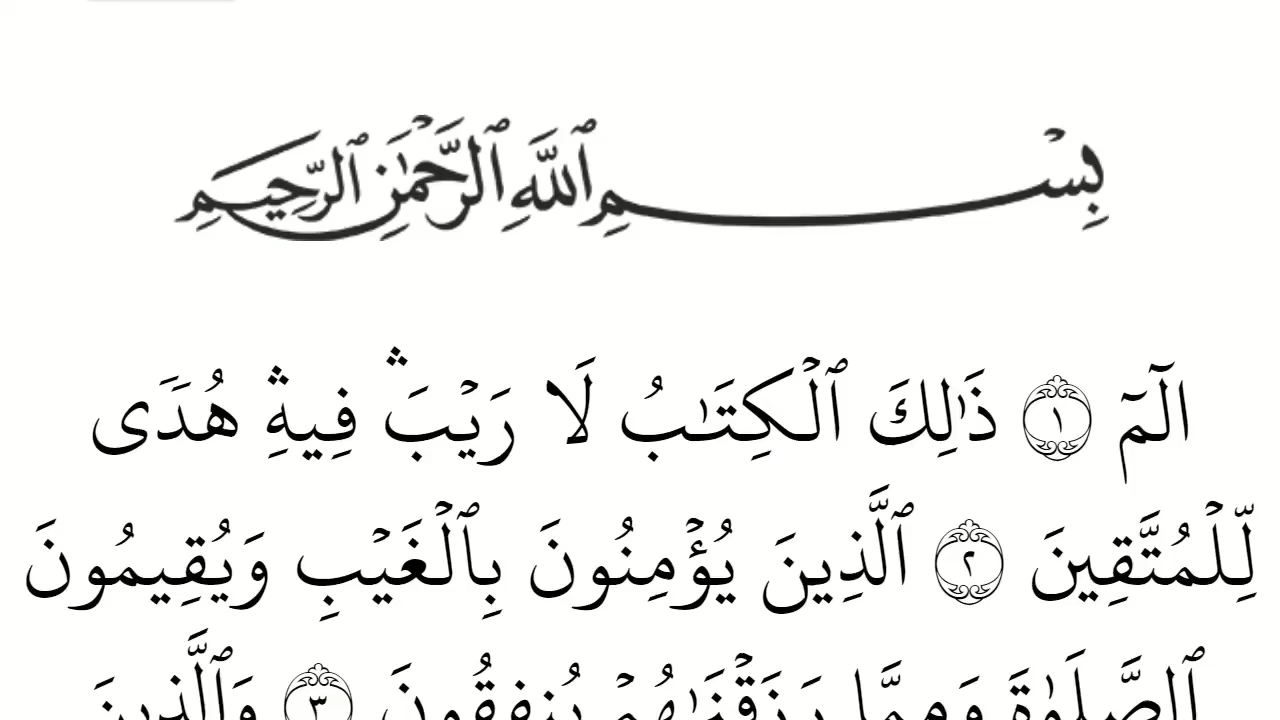 بِسْمِ ٱللَّهِ ٱلرَّحْمَٰنِ ٱلرَّحِيمِ
الٓمٓ ١ ذَٰلِكَ ٱلْكِتَٰبُ لَا رَيْبَ ۛ فِيهِ ۛ هُدًى
لِّلْمُتَّقِينَ ٢ ٱلَّذِينَ يُؤْمِنُونَ بِٱلْغَيْبِ وَيُقِيمُونَ
ٱلصَّلَوٰةَ وَمِمَّا رَزَقْنَٰهُمْ يُنفِقُونَ ٣ وَٱلَّذِينَ